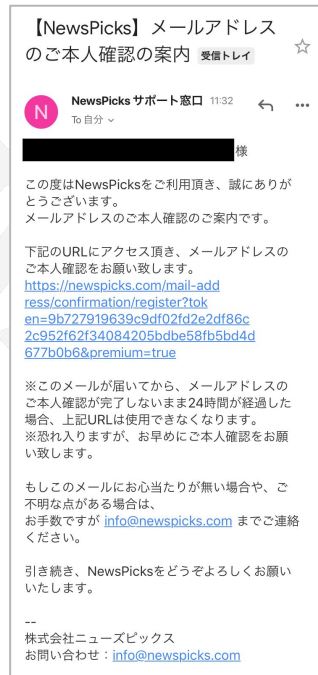 【NewsPicks】メールアドレス
のご本人確認の案内 受信トレイ
N
NewsPicks サポート窓口 11:32
To 自分
様
この度はNewsPicksをご利用頂き、誠にありが
とうございます。
メールアドレスのご本人確認のご案内です。
下記のURLにアクセス頂き、メールアドレスの
ご本人確認をお願い致します。
https://newspicks.com/mail-add
ress/confirmation/register?tok
en=9b727919639c9df02fd2e2df86c
2c952f62f34084205bdbe58fb5bd4d
677b0b6&premium=true
※このメールが届いてから、メールアドレスの
ご本人確認が完了しないまま24時間が経過した
場合、上記URLは使用できなくなります。
※恐れ入りますが、お早めにご本人確認をお願
い致します。
もしこのメールにお心当たりが無い場合や、ご
不明な点がある場合は、
お手数ですが info@newspicks.com までご連絡
ください。
引き続き、NewsPicksをどうぞよろしくお願い
いたします。
--
株式会社ニューズピックス
お問い合わせ：info@newspicks.com